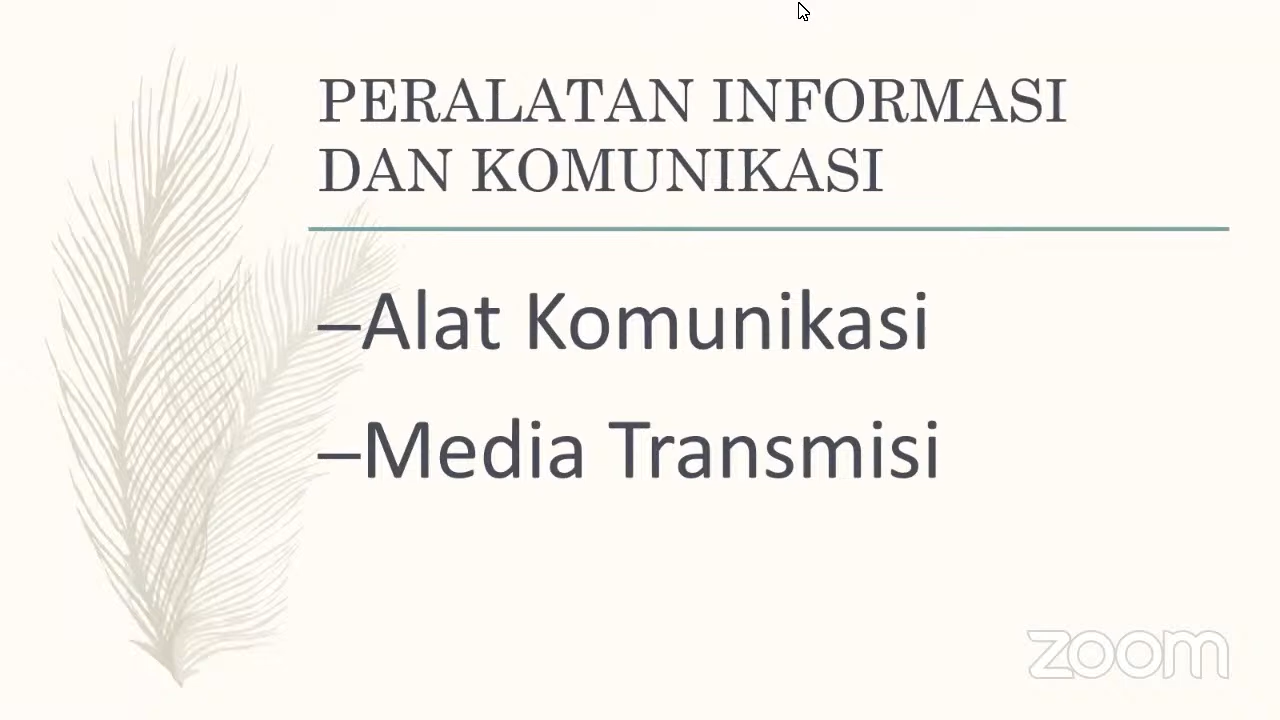 PERALATAN INFORMASI
DAN KOMUNIKASI
–Alat Komunikasi
–Media Transmisi
zoom